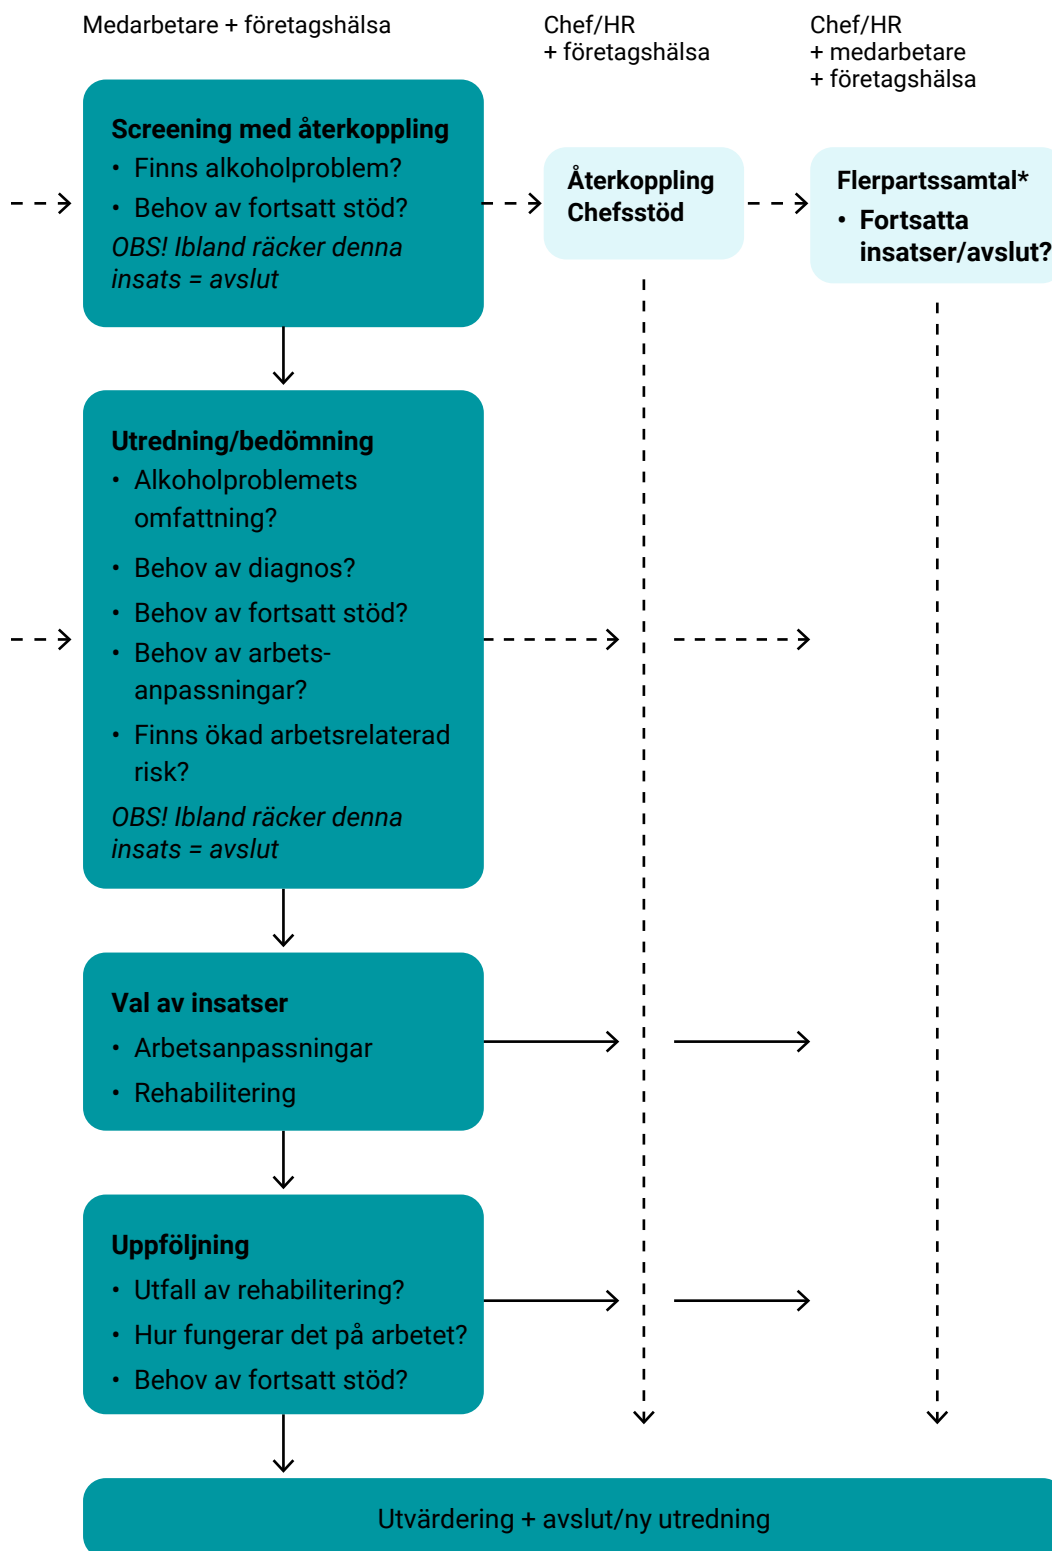 Medarbetare + företagshälsa
Chef/HR
+ företagshälsa
Chef/HR
+ medarbetare
+ företagshälsa
Screening med återkoppling
• Finns alkoholproblem?
• Behov av fortsatt stöd?
OBS! Ibland räcker denna
insats = avslut
Återkoppling
Chefsstöd
Flerpartssamtal*
• Fortsatta
insatser/avslut?
Utredning/bedömning
• Alkoholproblemets
omfattning?
• Behov av diagnos?
• Behov av fortsatt stöd?
• Behov av arbets-
anpassningar?
• Finns ökad arbetsrelaterad
risk?
OBS! Ibland räcker denna
insats = avslut
Val av insatser
• Arbetsanpassningar
• Rehabilitering
Uppföljning
• Utfall av rehabilitering?
• Hur fungerar det på arbetet?
• Behov av fortsatt stöd?
Utvärdering + avslut/ny utredning